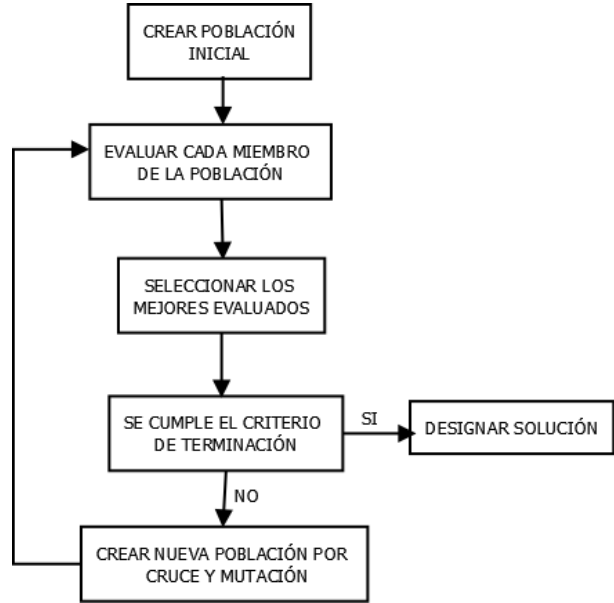 CREAR POBLACIÓN
INICIAL
EVALUAR CADA MIEMBRO
DE LA POBLACIÓN
SELECCIONAR LOS
MEJORES EVALUADOS
SE CUMPLE EL CRITERIO
DE TERMINACIÓN
SI
DESIGNAR SOLUCIÓN
NO
CREAR NUEVA POBLACIÓN POR
CRUCE Y MUTACIÓN